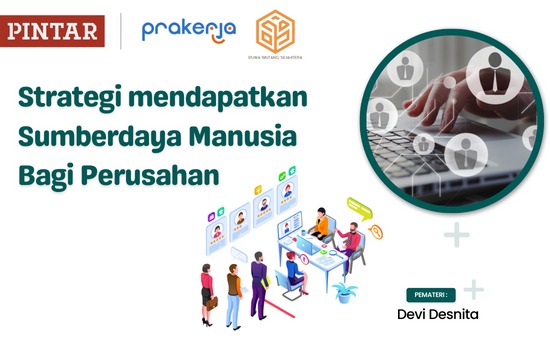 PINTAR
prakerja
Strategi mendapatkan
Sumberdaya Manusia
Bagi Perusahan
PEMATERI :
Devi Desnita